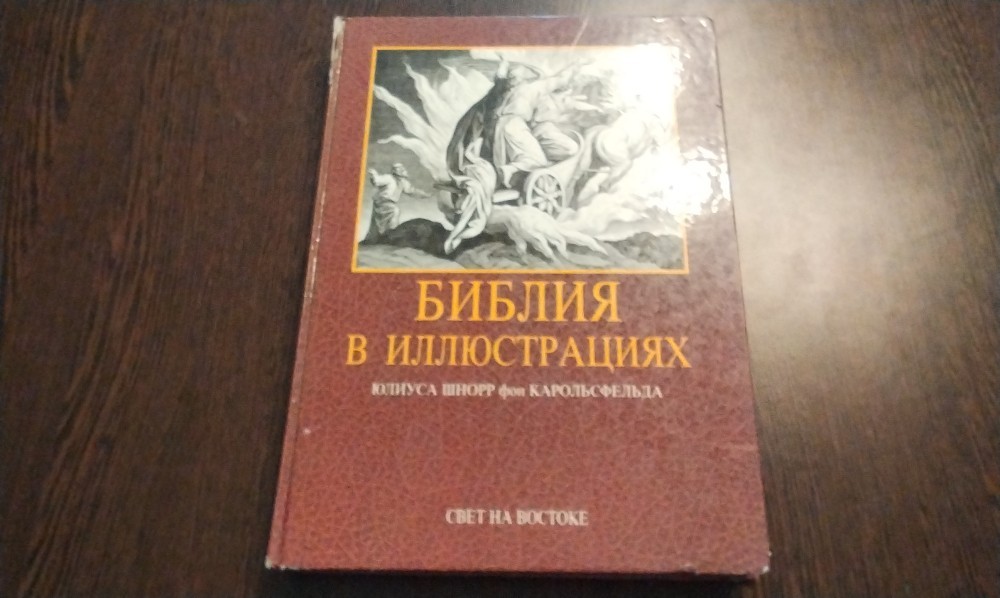 БИБЛИЯ
В ИЛЛЮСТРАЦИЯХ
ЮЛИУСА ШНОРР фон КАРОЛЬСФЕЛЬДА
СВЕТ НА ВОСТОКЕ